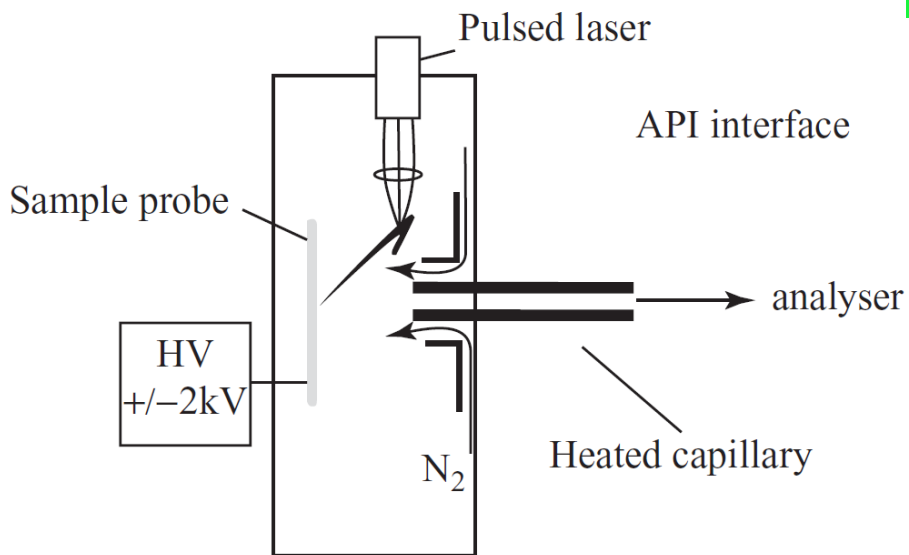 Pulsed laser
API interface
Sample probe
analyser
HV
+/−2kV
Heated capillary
N₂